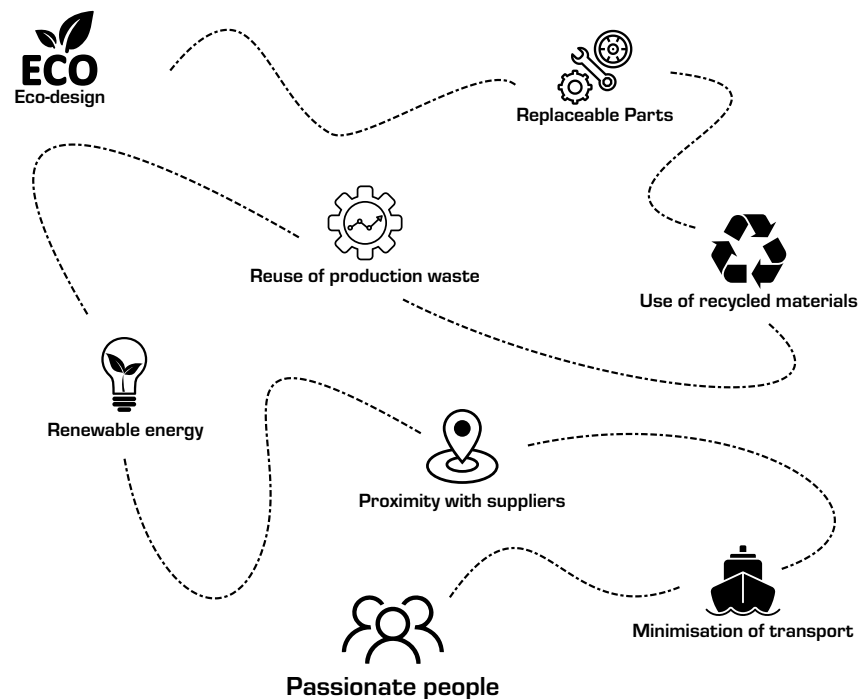 ECO
Eco-design
Replaceable Parts
Use of recycled materials
Reuse of production waste
Renewable energy
Proximity with suppliers
Minimisation of transport
Passionate people